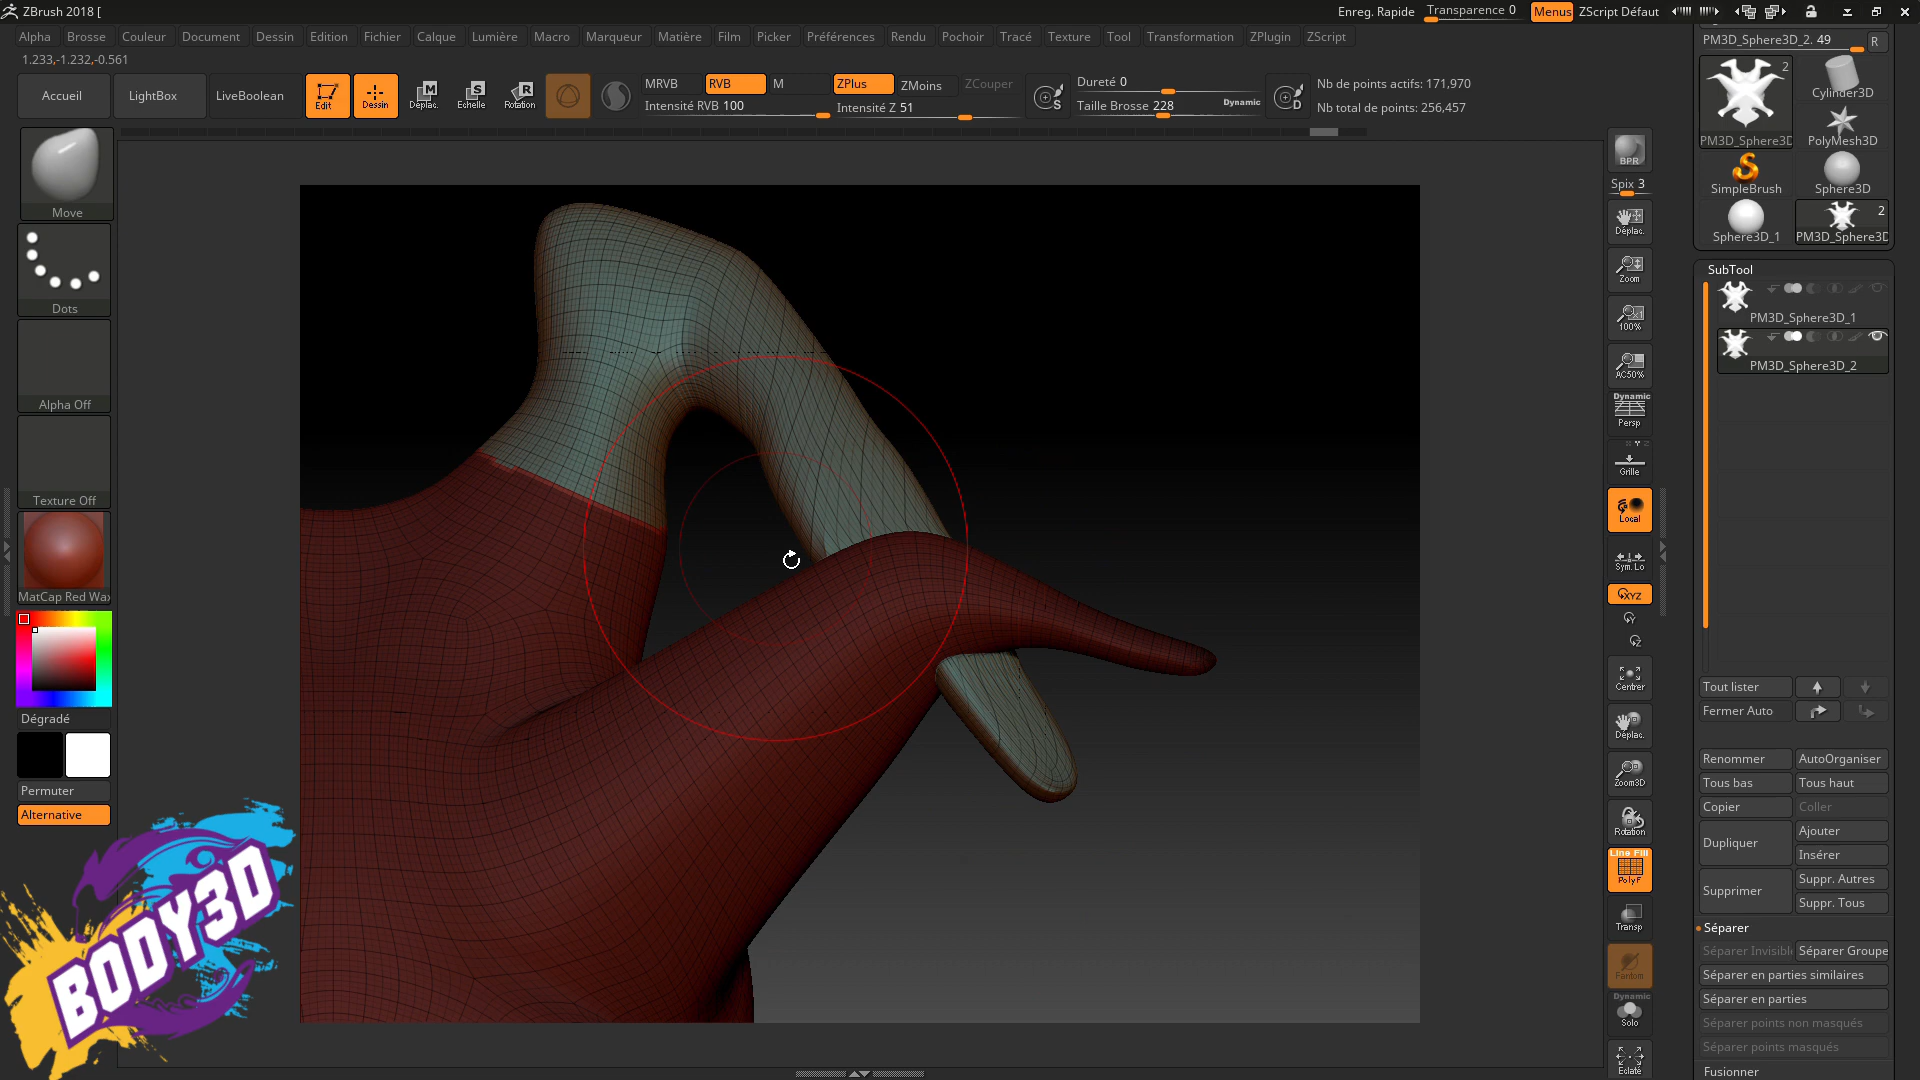 ZBrush 2018 [
Enreg. Rapide Transparence 0 Menus ZScript Défaut
Alpha Brosse Couleur Document Dessin Edition Fichier Calque Lumière Macro Marqueur Matière Film Picker Préférences Rendu Pochoir Tracé Texture Tool Transformation ZPlugin ZScript
1.233,-1.232,-0.561
Accueil LightBox LiveBoolean Edit Dessin Déplac. Echelle Rotation
MRVB RVB M ZPlus ZMoins ZCouper
Intensité RVB 100 Intensité Z 51
Dureté 0
Taille Brosse 228 Dynamic
Nb de points actifs: 171,970
Nb total de points: 256,457
Move
Dots
Alpha Off
Texture Off
MatCap Red Wax
Dégradé
Permuter
Alternative
BODY3D
BPR
Spix 3
Déplac.
Zoom
100%
AC50%
Dynamic
Persp
Grille
Local
Sym. Lo
XYZ
Centrer
Déplac.
Zoom3D
Rotation
Line Fill
PolyF
Transp
Fantom
Dynamic
Solo
Eclaté
PM3D_Sphere3D_2. 49 R
2
PM3D_Sphere3D
Cylinder3D
PolyMesh3D
SimpleBrush
Sphere3D
Sphere3D_1
2
PM3D_Sphere3D
SubTool
PM3D_Sphere3D_1
PM3D_Sphere3D_2
Tout lister
Fermer Auto
Renommer AutoOrganiser
Tous bas Tous haut
Copier Coller
Dupliquer Ajouter
Insérer
Supprimer Suppr. Autres
Suppr. Tous
Séparer
Séparer Invisibl Séparer Groupe
Séparer en parties similaires
Séparer en parties
Séparer points non masqués
Séparer points masqués
Fusionner